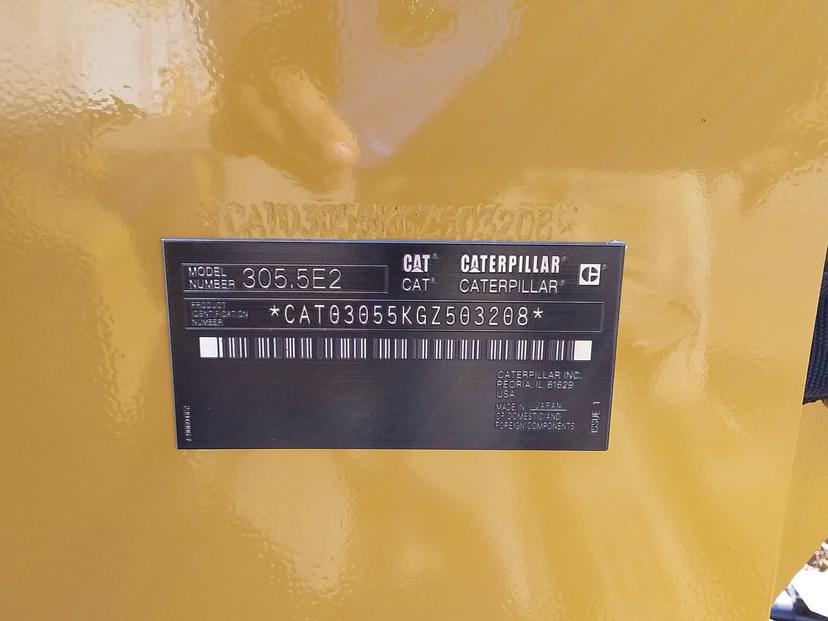 *CAT03055KGZ503208*
CAT® CATERPILLAR®
MODEL NUMBER 305.5E2
CAT® CATERPILLAR® C
PRODUCT IDENTIFICATION NUMBER *CAT03055KGZ503208*
CATERPILLAR INC.
PEORIA, IL 61629
USA
MADE IN JAPAN
OF DOMESTIC AND
FOREIGN COMPONENTS
ISSUE 1